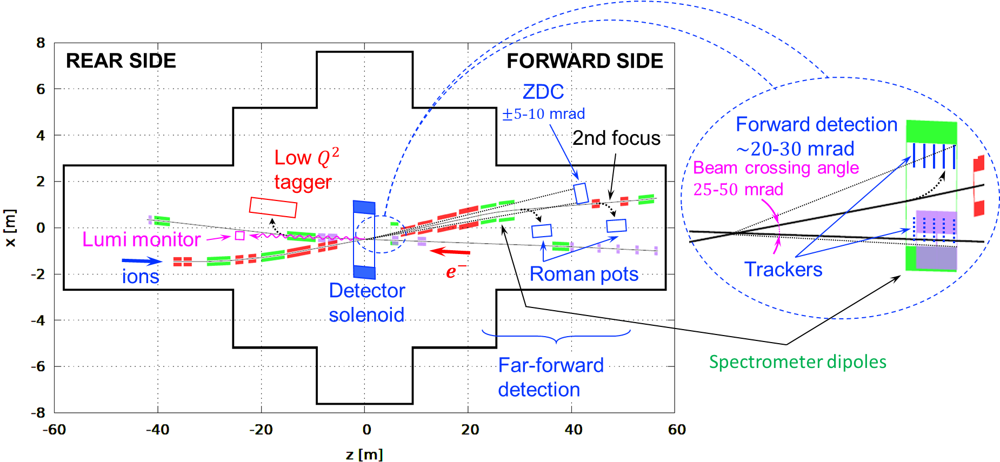 REAR SIDE
FORWARD SIDE
ZDC
±5-10 mrad
2nd focus
Low Q²
tagger
Lumi monitor
ions
Detector
solenoid
e⁻
Roman pots
Far-forward
detection
Forward detection
~20-30 mrad
Beam crossing angle
25-50 mrad
Trackers
Spectrometer dipoles
x [m]
8
6
4
2
0
-2
-4
-6
-8
-60 -40 -20 0 20 40 60
z [m]